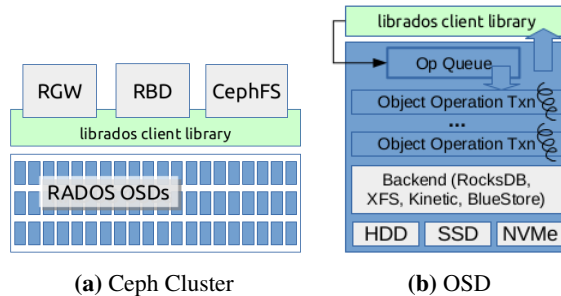 RGW
RBD
CephFS
librados client library
RADOS OSDs
(a) Ceph Cluster
librados client library
Op Queue
Object Operation Txn
...
Object Operation Txn
Backend (RocksDB,
XFS, Kinetic, BlueStore)
HDD
SSD
NVMe
(b) OSD